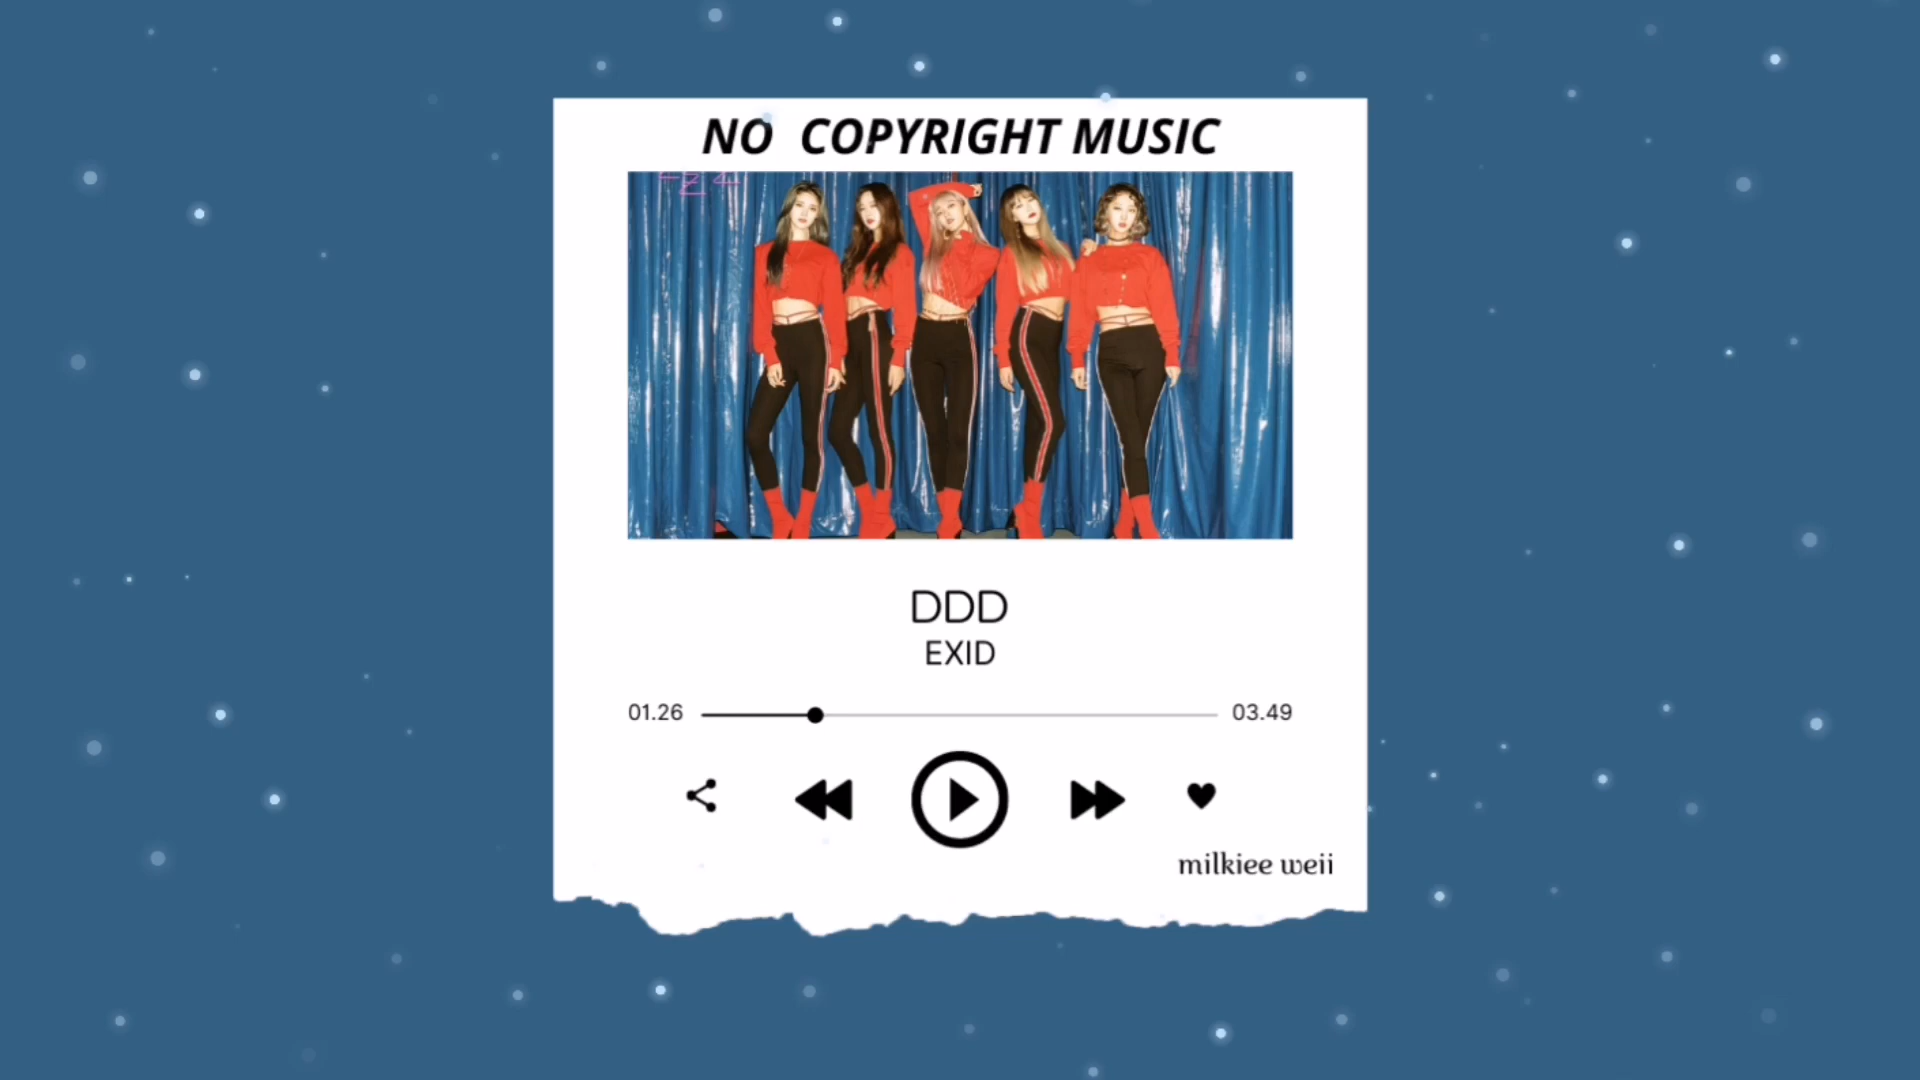 NO COPYRIGHT MUSIC
DDD
EXID
01.26
03.49
milkiee weii